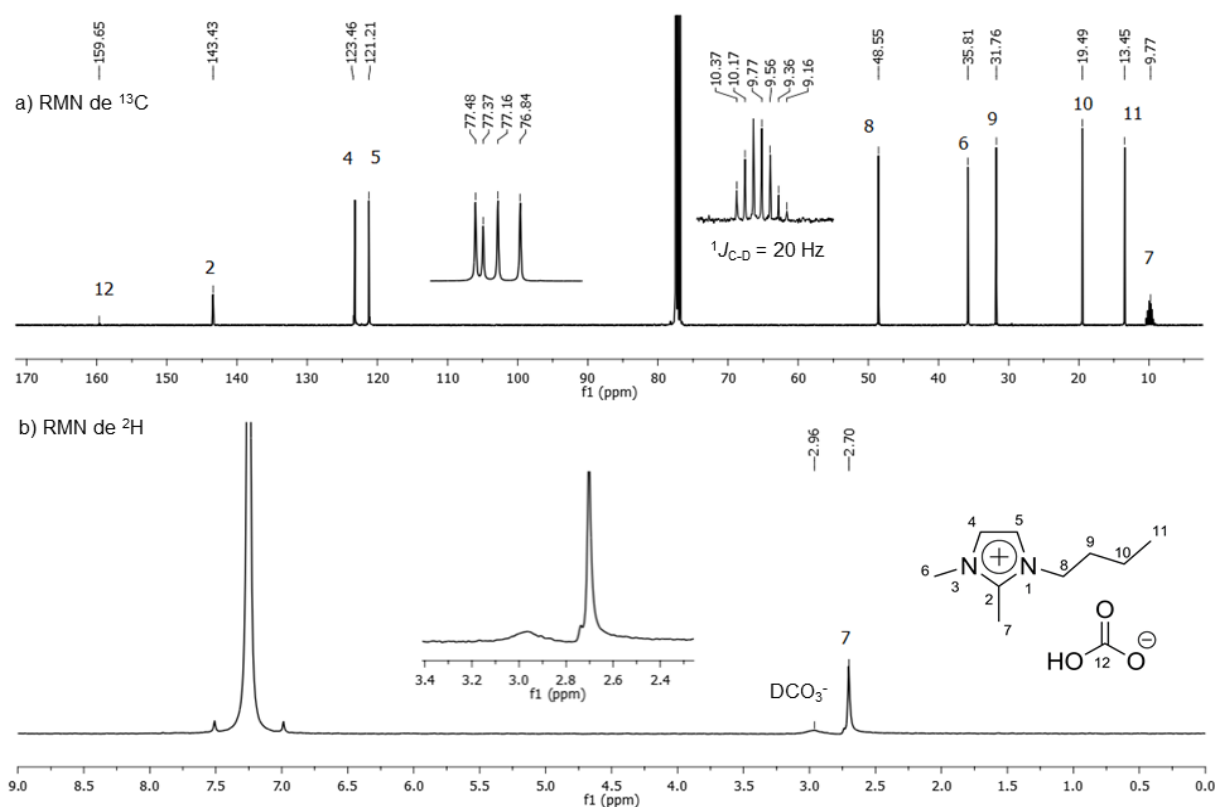 159.65
143.43
123.46
121.21
48.55
35.81
31.76
19.49
13.45
9.77
a) RMN de ¹³C
77.48
77.37
77.16
76.84
10.37
10.17
9.77
9.56
9.36
9.16
¹J_C-D = 20 Hz
12
2
4
5
8
6
9
10
11
7
170 160 150 140 130 120 110 100 90 80 70 60 50 40 30 20 10
f1 (ppm)
b) RMN de ²H
2.96
2.70
3.4 3.2 3.0 2.8 2.6 2.4
f1 (ppm)
DCO₃⁻
7
4 5
9 11
6 N 3 + N 1 8 10
2
7
O
HO 12 O⁻
9.0 8.5 8.0 7.5 7.0 6.5 6.0 5.5 5.0 4.5 4.0 3.5 3.0 2.5 2.0 1.5 1.0 0.5 0.0
f1 (ppm)